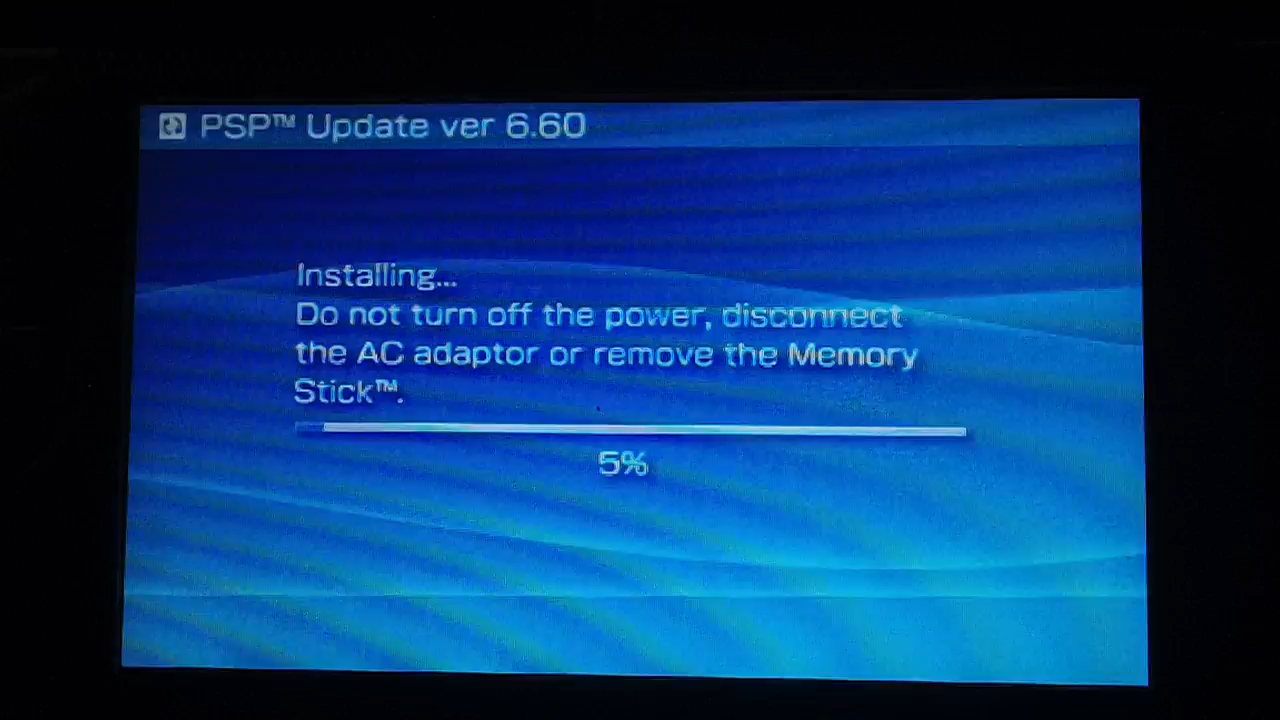 PSP™ Update ver 6.60
Installing...
Do not turn off the power, disconnect
the AC adaptor or remove the Memory
Stick™.
5%